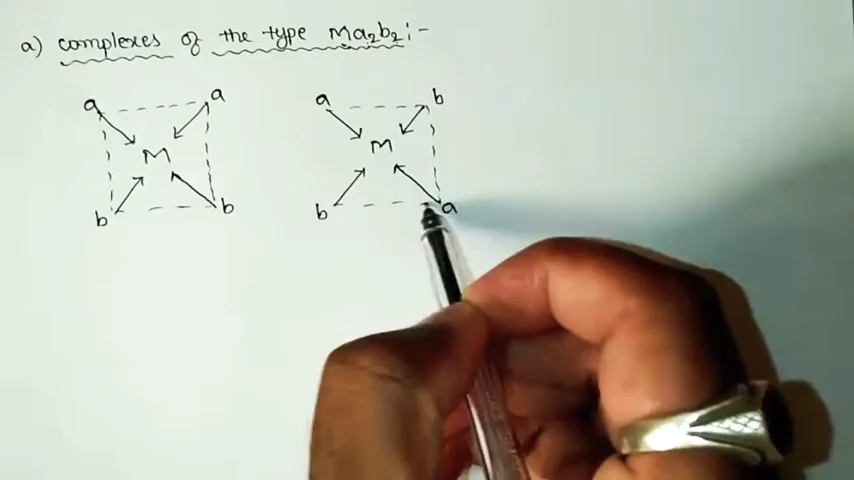 a) complexes of the type Ma₂b₂ :-
a a a b
M M
b b b a